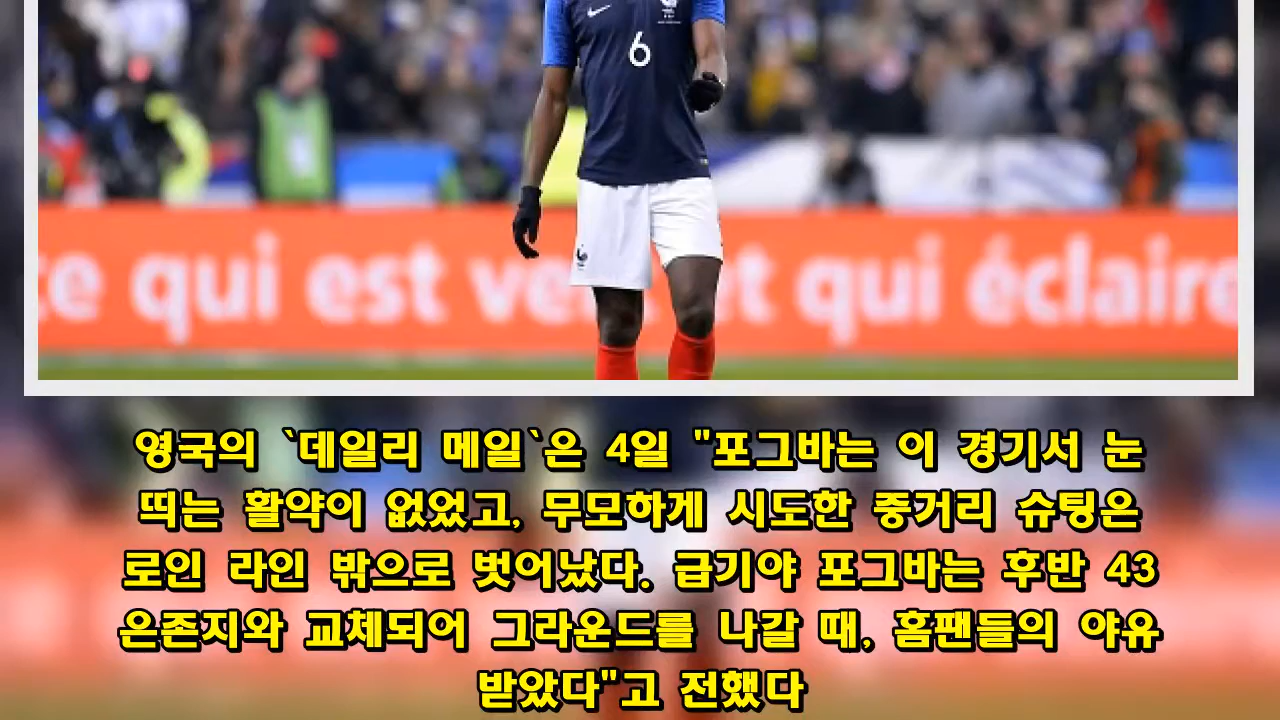 6
te qui est ve et qui éclaire
영국의 `데일리 메일`은 4일 "포그바는 이 경기서 눈
띄는 활약이 없었고, 무모하게 시도한 중거리 슈팅은
로인 라인 밖으로 벗어났다. 급기야 포그바는 후반 43
은존지와 교체되어 그라운드를 나갈 때, 홈팬들의 야유
받았다"고 전했다